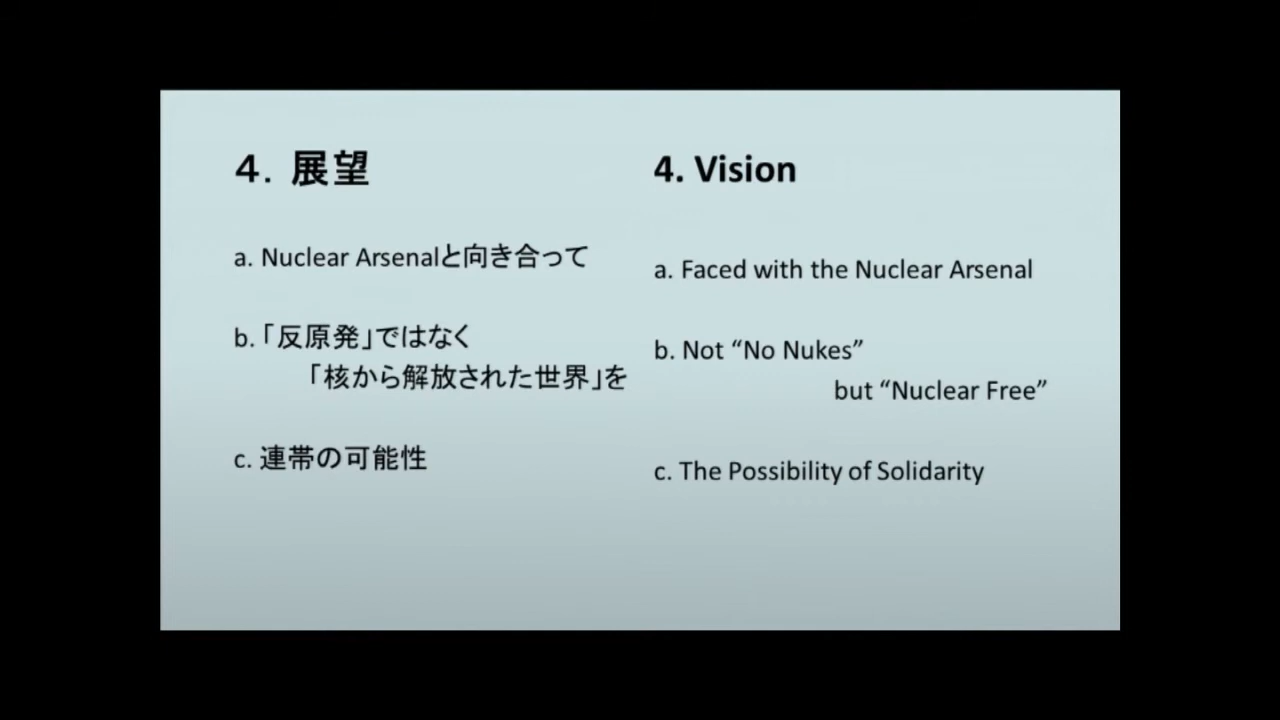 ４．展望
a. Nuclear Arsenalと向き合って
b.「反原発」ではなく
「核から解放された世界」を
c. 連帯の可能性
4. Vision
a. Faced with the Nuclear Arsenal
b. Not “No Nukes”
but “Nuclear Free”
c. The Possibility of Solidarity